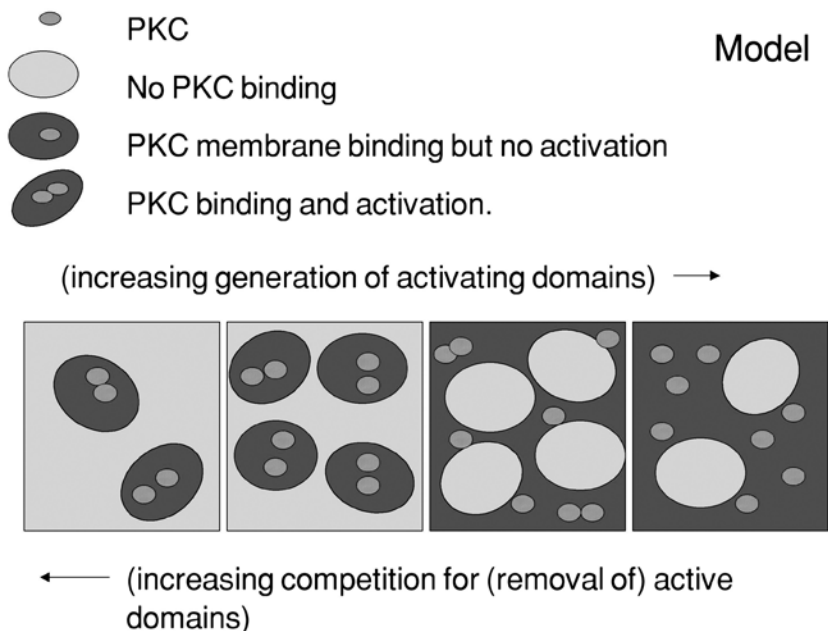 PKC
Model
No PKC binding
PKC membrane binding but no activation
PKC binding and activation.
(increasing generation of activating domains)
(increasing competition for (removal of) active
domains)